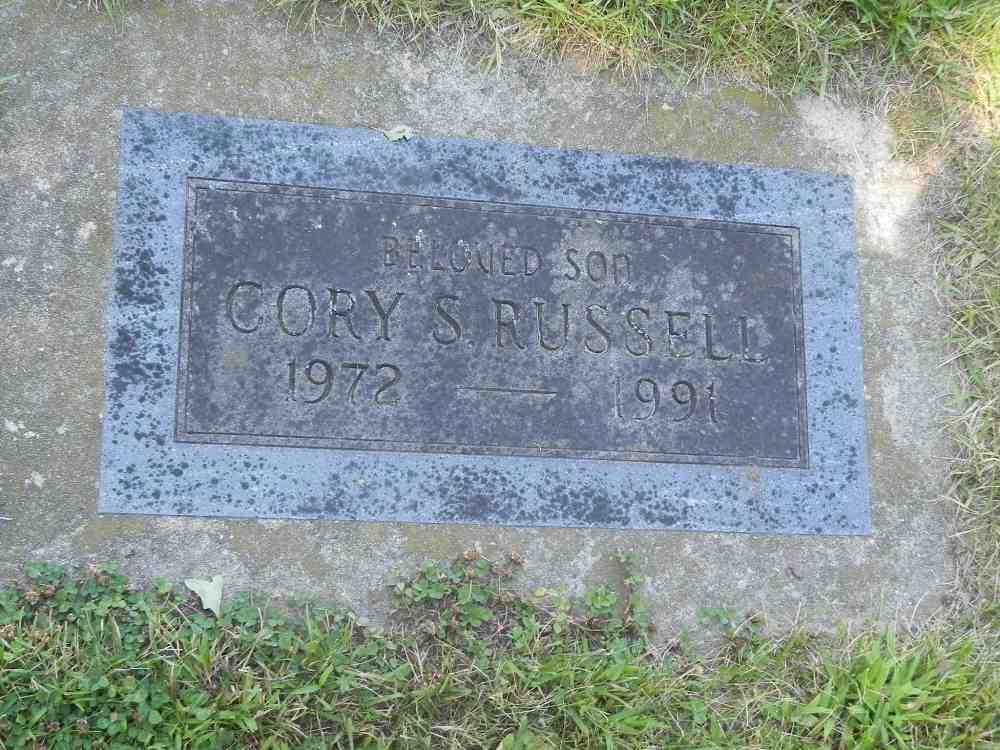 BELOVED SON
CORY S. RUSSELL
1972 — 1991